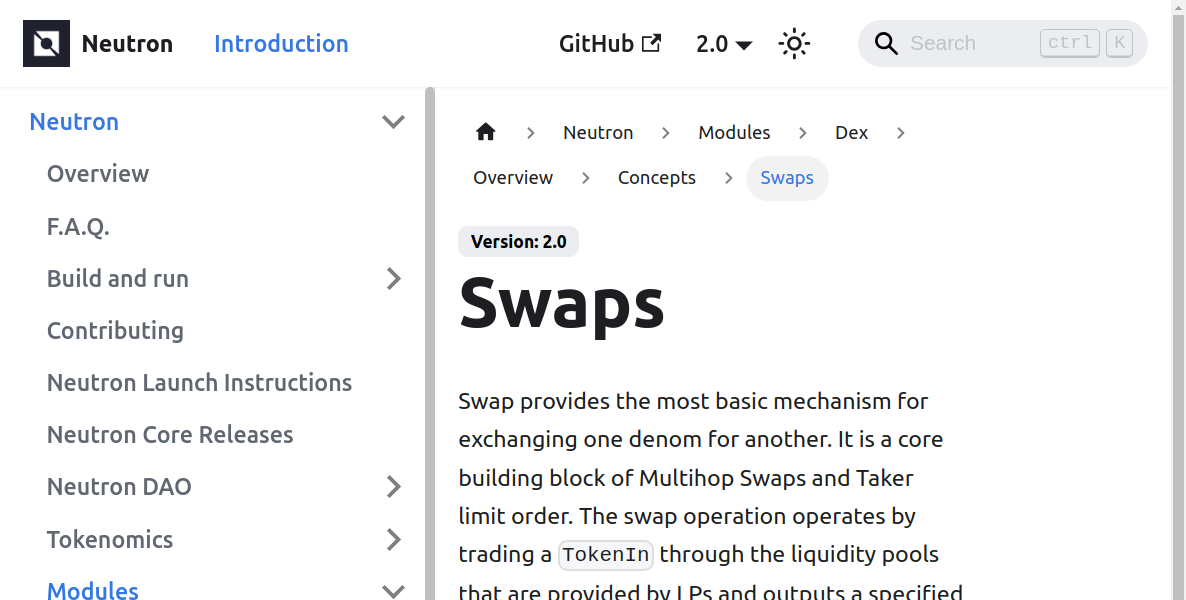 Neutron Introduction GitHub 2.0 Search ctrl K
Neutron
Overview
F.A.Q.
Build and run
Contributing
Neutron Launch Instructions
Neutron Core Releases
Neutron DAO
Tokenomics
Modules
Neutron Modules Dex
Overview Concepts Swaps
Version: 2.0
Swaps
Swap provides the most basic mechanism for
exchanging one denom for another. It is a core
building block of Multihop Swaps and Taker
limit order. The swap operation operates by
trading a TokenIn through the liquidity pools
that are provided by LPs and outputs a specified